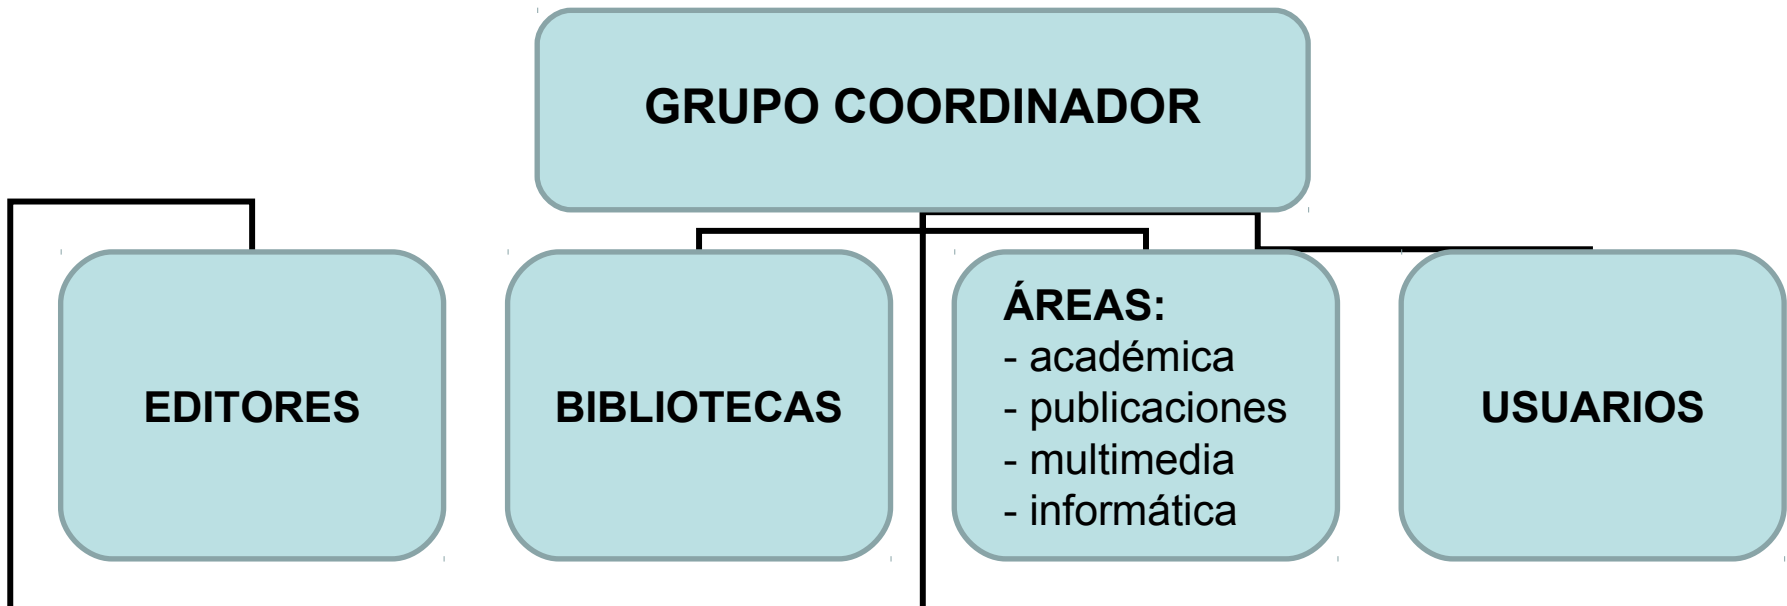 GRUPO COORDINADOR
EDITORES
BIBLIOTECAS
ÁREAS:
- académica
- publicaciones
- multimedia
- informática
USUARIOS